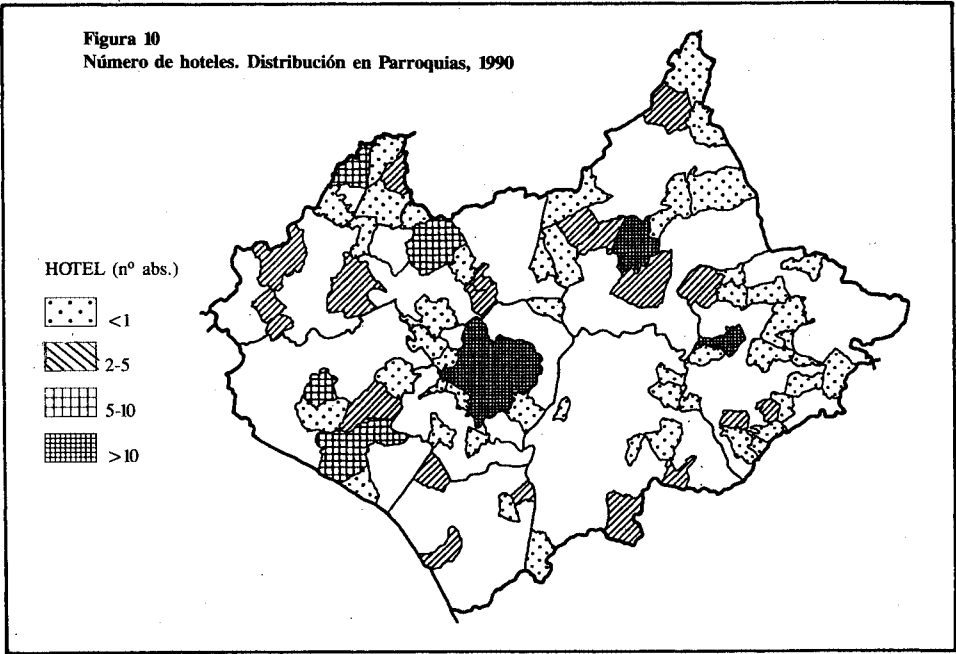 Figura 10
Número de hoteles. Distribución en Parroquias, 1990
HOTEL (nº abs.)
<1
2-5
5-10
>10